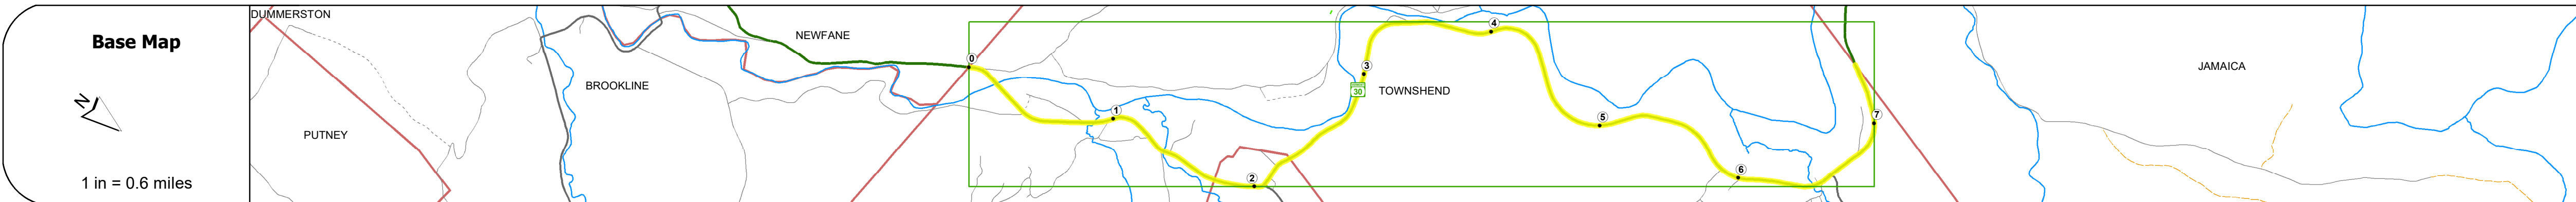 Base Map
N
1 in = 0.6 miles
DUMMERSTON
PUTNEY
BROOKLINE
NEWFANE
0
1
2
3
30
TOWNSHEND
4
5
6
7
JAMAICA